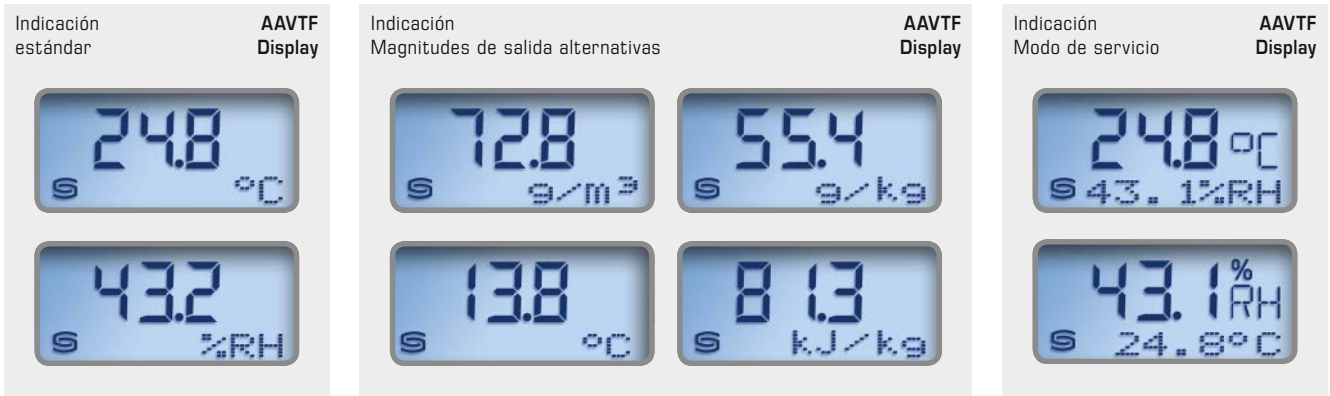 Indicación AAVTF
estándar Display
24.8
°C
43.2
%RH
Indicación AAVTF
Magnitudes de salida alternativas Display
72.8
g/m³
55.4
g/kg
13.8
°C
81.3
kJ/kg
Indicación AAVTF
Modo de servicio Display
24.8 °C
43.1%RH
43.1 % RH
24.8°C